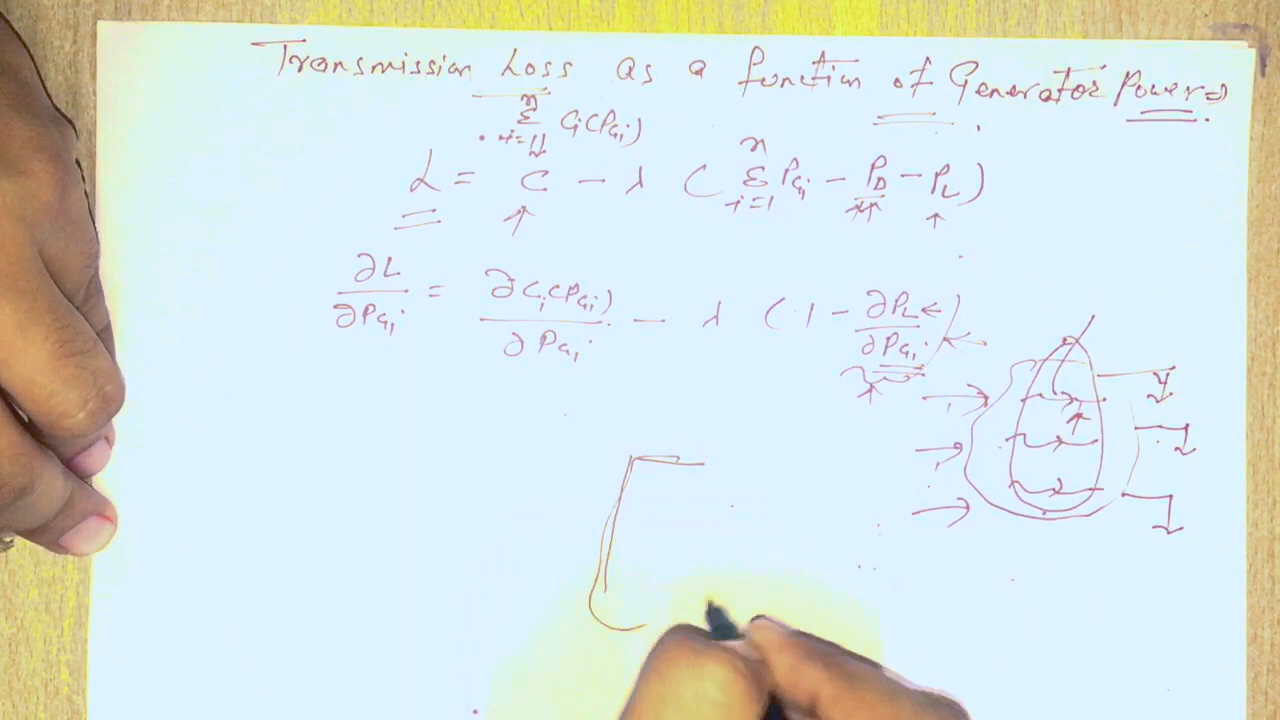 Transmission Loss as a function of Generator Powers
n Σ i=1 Ci(PGi)
L = C - λ ( n Σ i=1 PGi - PD - PL )
∂L / ∂PGi = ∂Ci(PGi) / ∂PGi - λ (1 - ∂PL / ∂PGi)